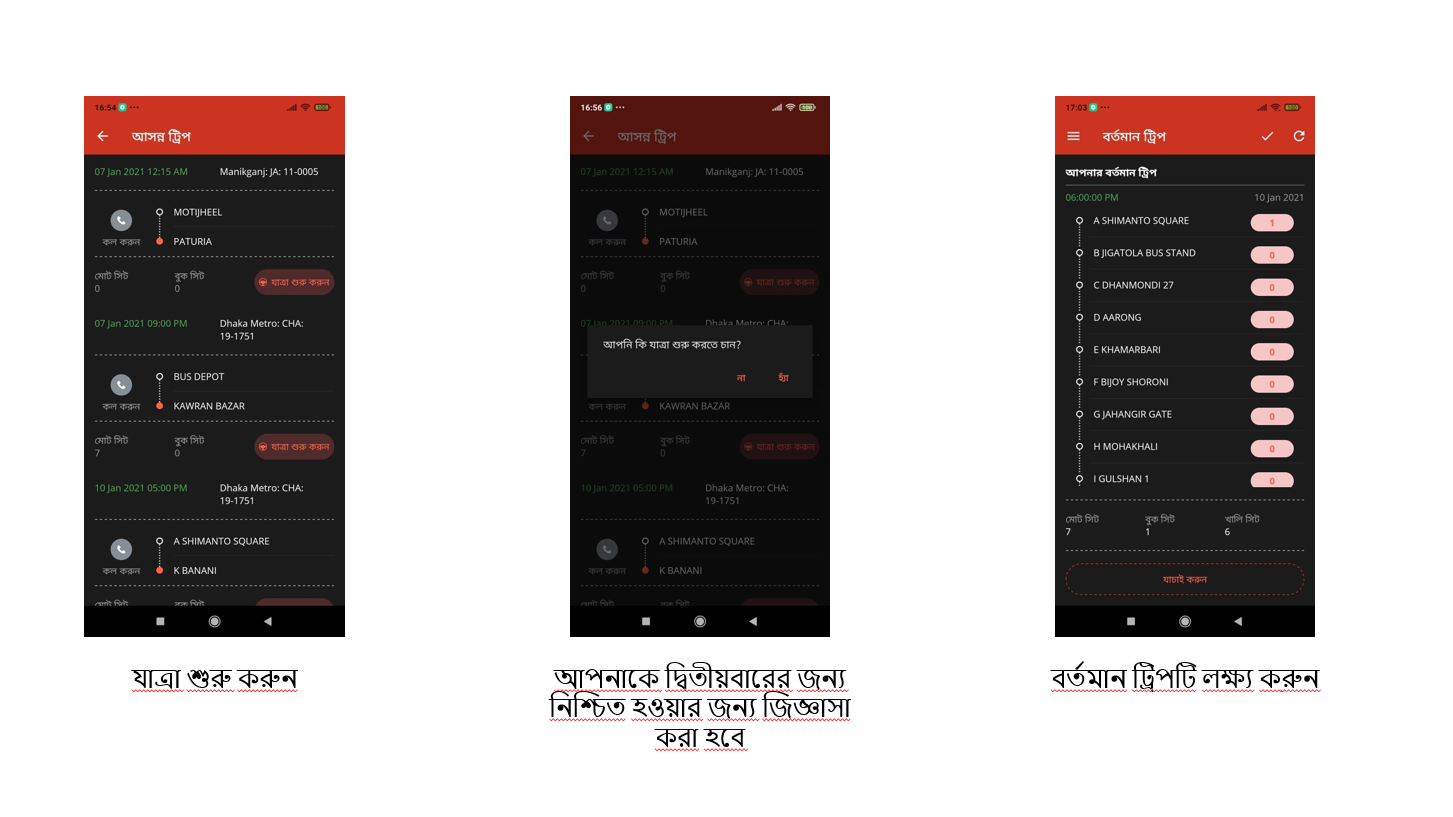 16:54
আসন্ন ট্রিপ
07 Jan 2021 12:15 AM Manikganj: JA: 11-0005
MOTIJHEEL
কল করুন PATURIA
মোট সিট বুক সিট
0 0 যাত্রা শুরু করুন
07 Jan 2021 09:00 PM Dhaka Metro: CHA:
19-1751
BUS DEPOT
কল করুন KAWRAN BAZAR
মোট সিট বুক সিট
7 0 যাত্রা শুরু করুন
10 Jan 2021 05:00 PM Dhaka Metro: CHA:
19-1751
A SHIMANTO SQUARE
কল করুন K BANANI
মোট সিট বুক সিট
যাত্রা শুরু করুন
16:56
আসন্ন ট্রিপ
07 Jan 2021 12:15 AM Manikganj: JA: 11-0005
MOTIJHEEL
কল করুন PATURIA
মোট সিট বুক সিট
0 0 যাত্রা শুরু করুন
07 Jan 2021 09:00 PM Dhaka Metro: CHA:
আপনি কি যাত্রা শুরু করতে চান?
না হ্যাঁ
কল করুন KAWRAN BAZAR
মোট সিট বুক সিট
7 0 যাত্রা শুরু করুন
10 Jan 2021 05:00 PM Dhaka Metro: CHA:
19-1751
A SHIMANTO SQUARE
কল করুন K BANANI
মোট সিট বুক সিট
আপনাকে দ্বিতীয়বারের জন্য
নিশ্চিত হওয়ার জন্য জিজ্ঞাসা
করা হবে
17:03
বর্তমান ট্রিপ
আপনার বর্তমান ট্রিপ
06:00:00 PM 10 Jan 2021
A SHIMANTO SQUARE 1
B JIGATOLA BUS STAND 0
C DHANMONDI 27 0
D AARONG 0
E KHAMARBARI 0
F BIJOY SHORONI 0
G JAHANGIR GATE 0
H MOHAKHALI 0
I GULSHAN 1 0
মোট সিট বুক সিট খালি সিট
7 1 6
যাচাই করুন
বর্তমান ট্রিপটি লক্ষ্য করুন